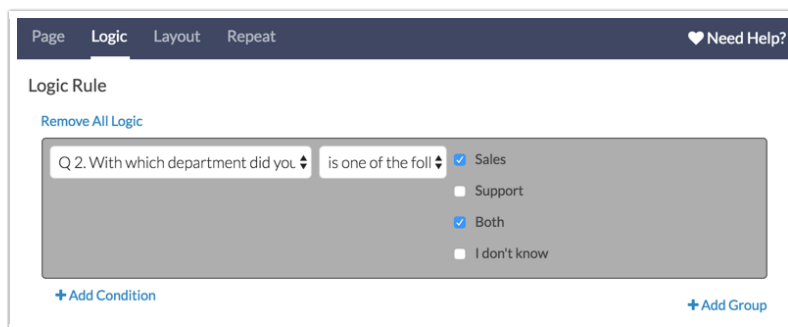 Page Logic Layout Repeat Need Help?
Logic Rule
Remove All Logic
Q 2. With which department did you is one of the foll Sales
Support
Both
I don't know
+ Add Condition
+ Add Group